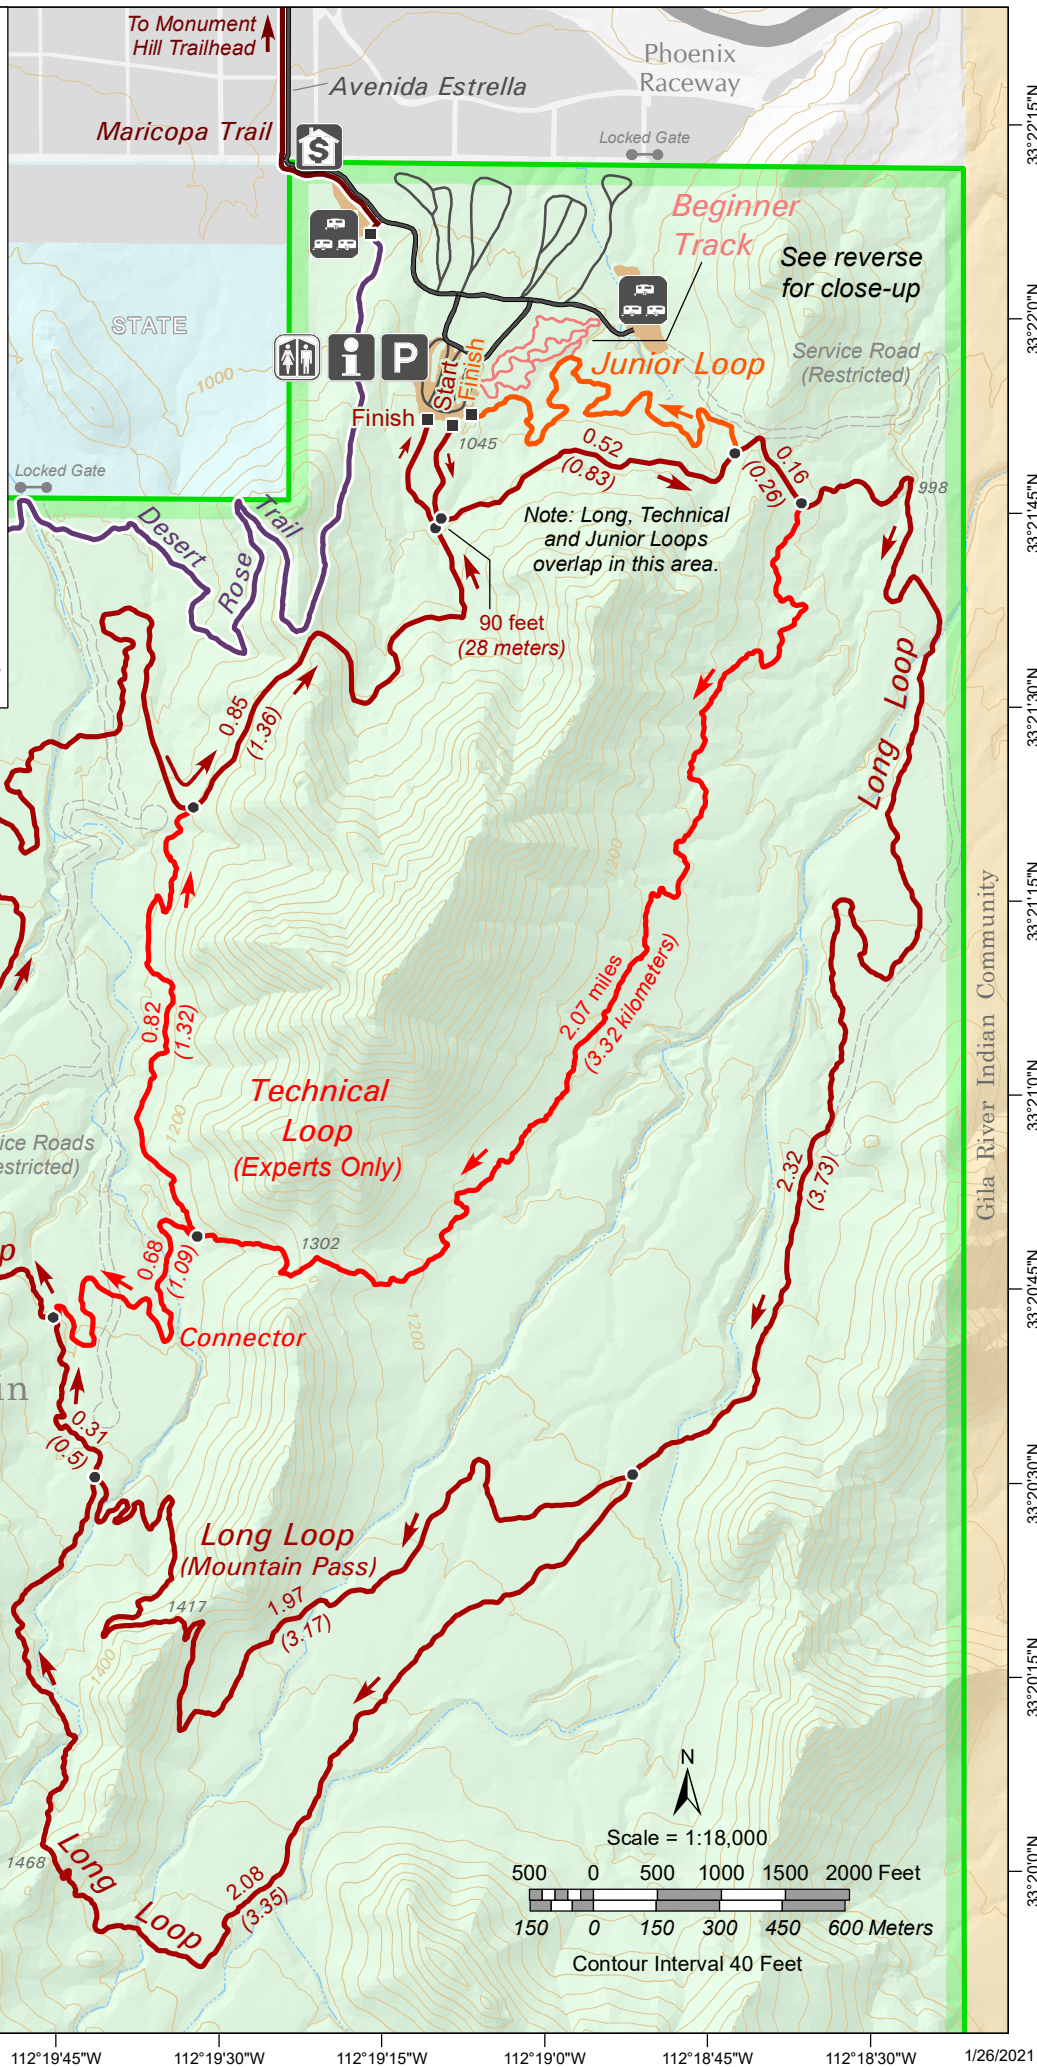 To Monument
Hill Trailhead
Phoenix
Raceway
Avenida Estrella
Maricopa Trail
$
Locked Gate
33°22'15"N
Beginner
Track
See reverse
for close-up
STATE
33°22'0"N
1000
i
P
Start
Finish
Junior Loop
Service Road
(Restricted)
Finish
1045
0.52
(0.83)
0.16
(0.26)
Locked Gate
998
33°21'45"N
Desert
Rose
Trail
Note: Long, Technical
and Junior Loops
overlap in this area.
90 feet
(28 meters)
Long Loop
33°21'30"N
0.85
(1.36)
1200
33°21'15"N
Gila River Indian Community
2.07 miles
(3.32 kilometers)
0.82
(1.32)
Technical
Loop
(Experts Only)
33°21'0"N
1200
ice Roads
estricted)
2.32
(3.73)
p
0.68
(1.09)
1302
33°20'45"N
1200
Connector
in
0.31
(0.5)
33°20'30"N
Long Loop
(Mountain Pass)
1417
1.97
(3.17)
1400
33°20'15"N
N
Scale = 1:18,000
1468
Long
Loop
2.08
(3.35)
33°20'0"N
500 0 500 1000 1500 2000 Feet
150 0 150 300 450 600 Meters
Contour Interval 40 Feet
112°19'45"W 112°19'30"W 112°19'15"W 112°19'0"W 112°18'45"W 112°18'30"W 1/26/2021